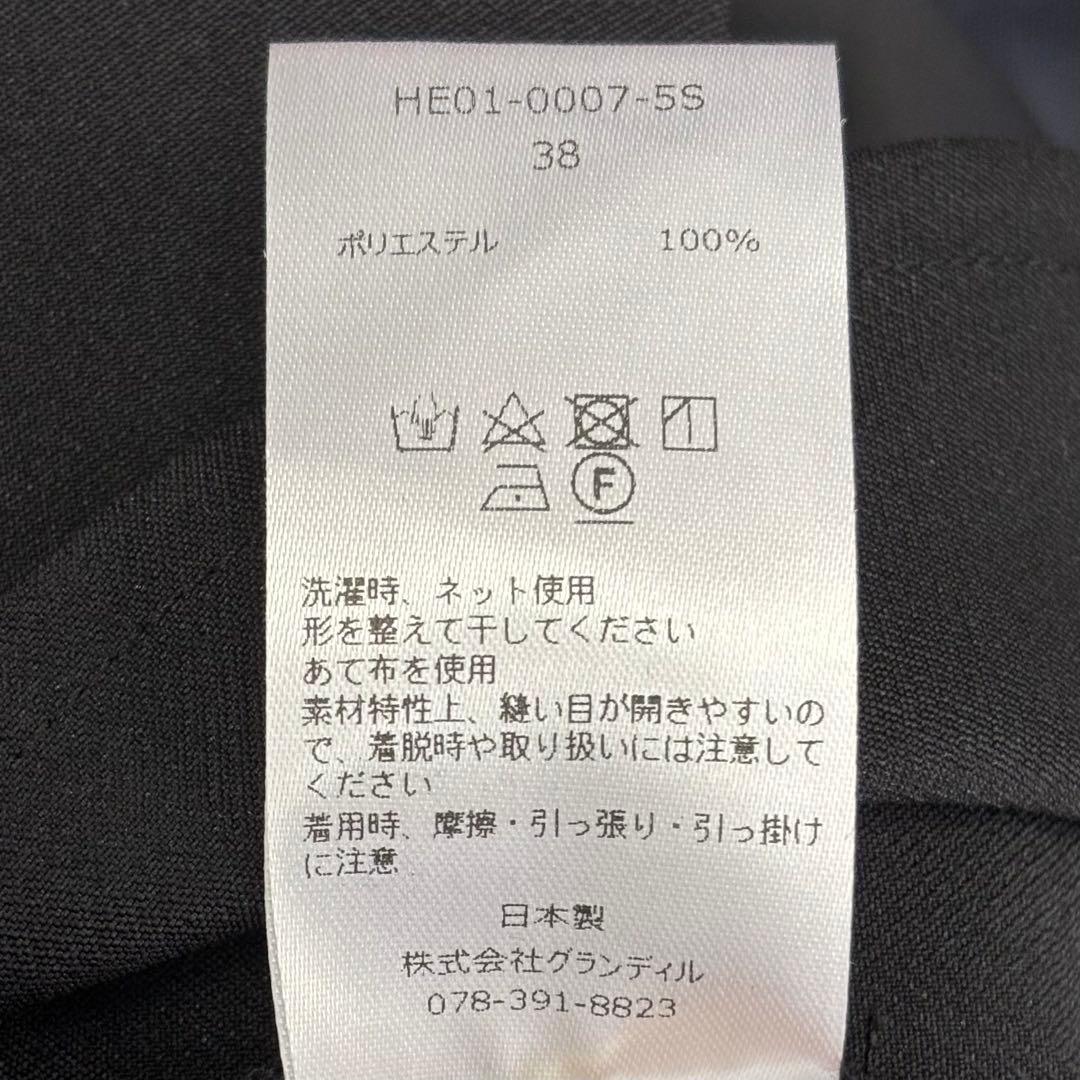 HE01-0007-5S
38
ポリエステル 100%
F
洗濯時、ネット使用
形を整えて干してください
あて布を使用
素材特性上、縫い目が開きやすいの
で、着脱時や取り扱いには注意して
ください
着用時、摩擦・引っ張り・引っ掛け
に注意
日本製
株式会社グランディル
078-391-8823